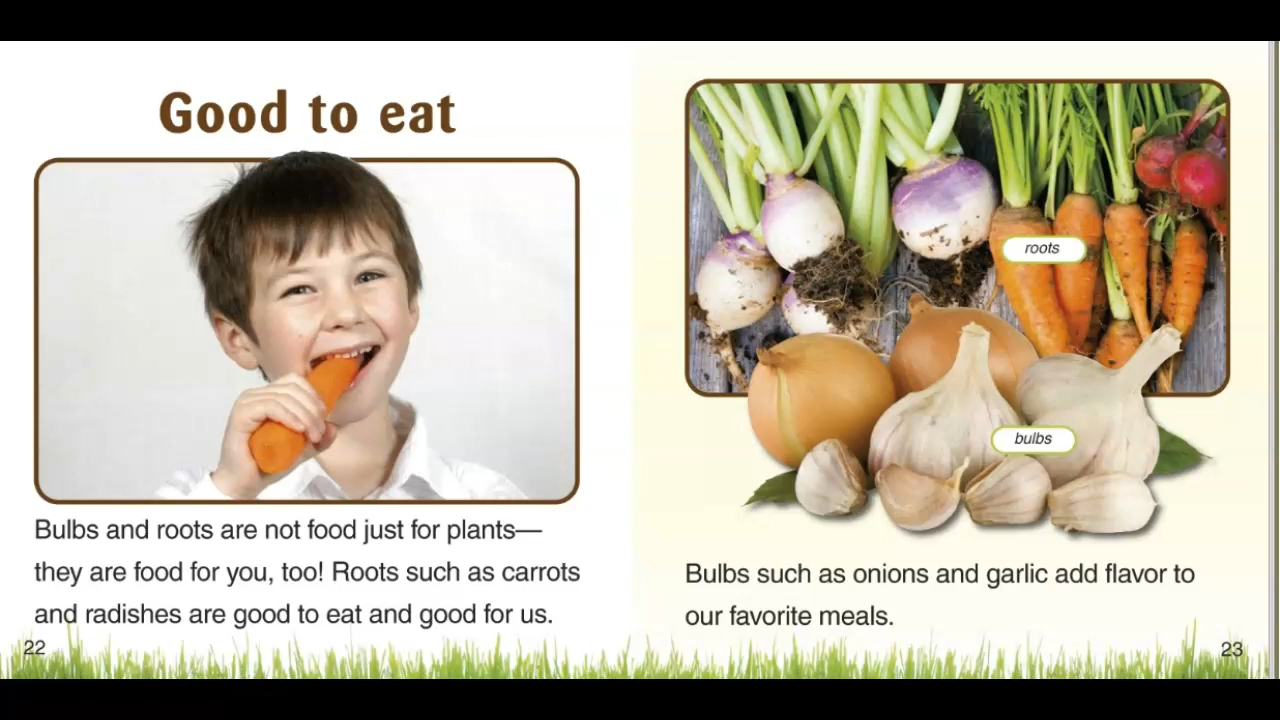 Good to eat
Bulbs and roots are not food just for plants—
they are food for you, too! Roots such as carrots
and radishes are good to eat and good for us.
22
roots
bulbs
Bulbs such as onions and garlic add flavor to
our favorite meals.
23